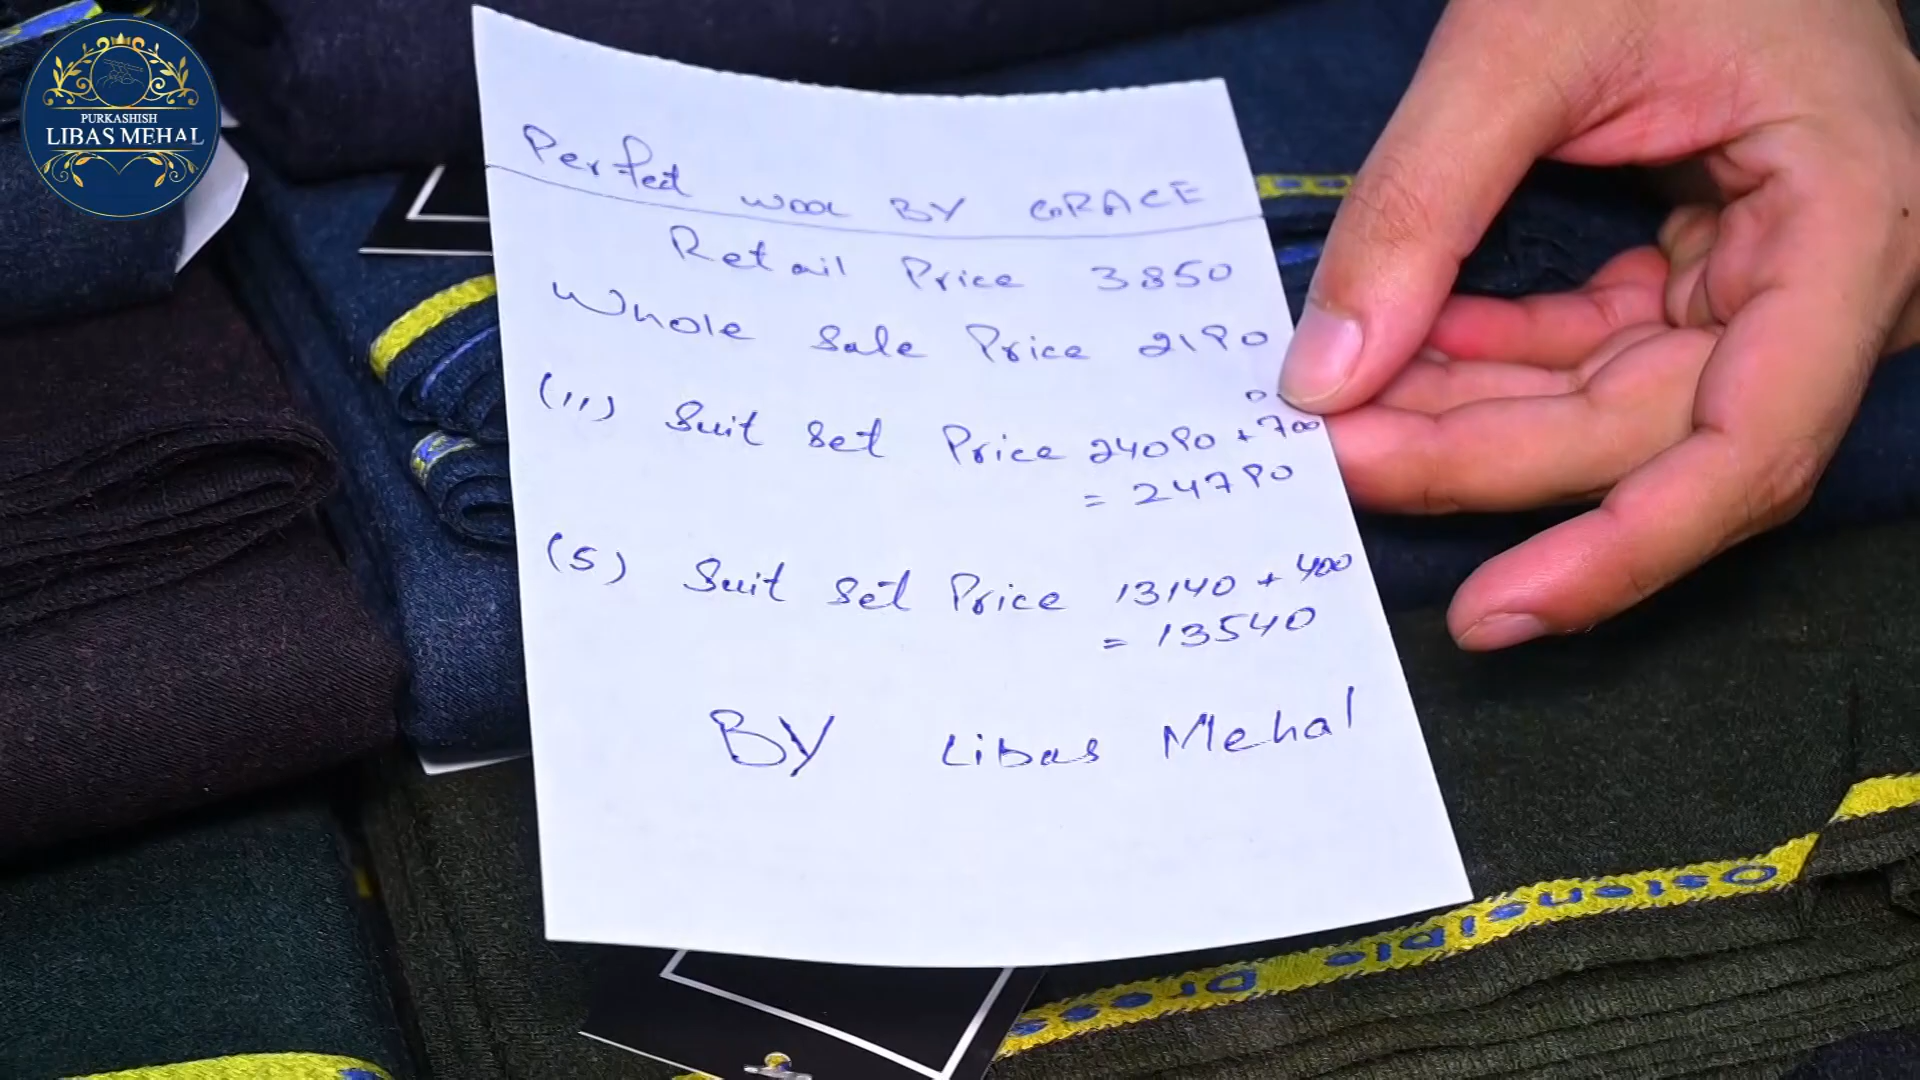 PURKASHISH
LIBAS MEHAL
Perfect wool BY GRACE
Retail Price 3850
Whole Sale Price 2190
(11) Suit Set Price 24090 + 700
= 24790
(5) Suit Set Price 13140 + 400
= 13540
BY Libas Mehal